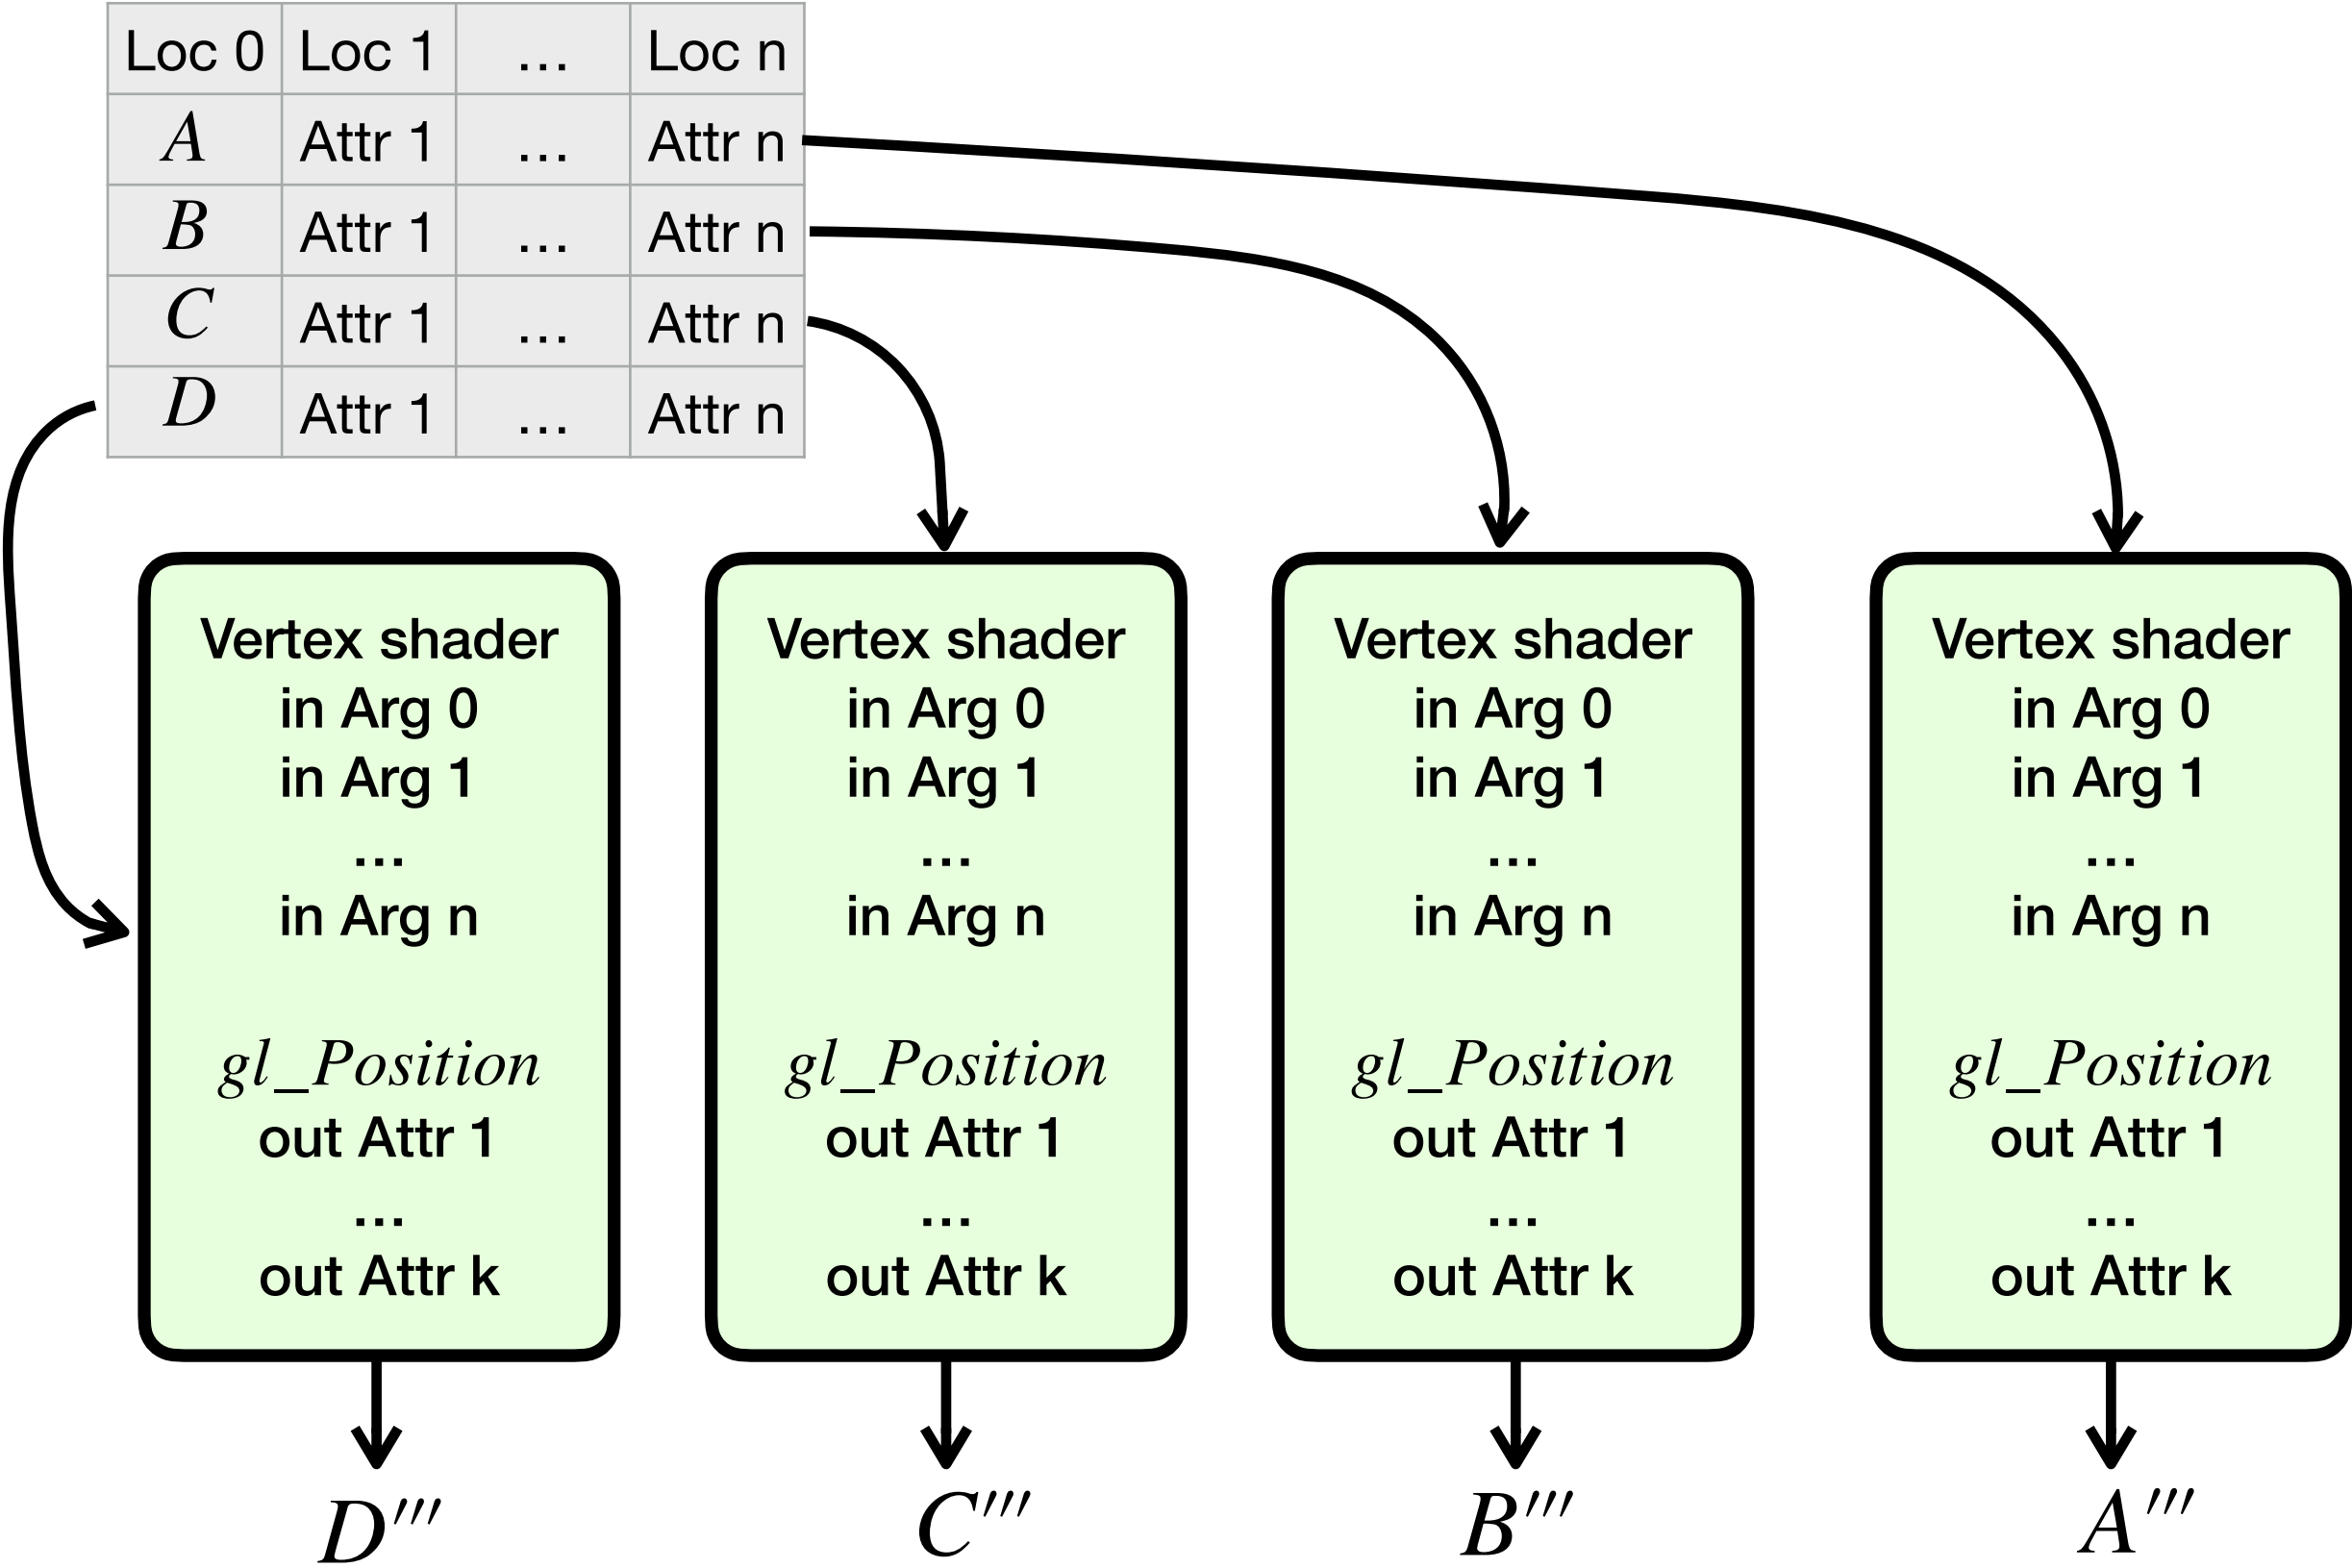 Loc 0 Loc 1 ... Loc n
A Attr 1 ... Attr n
B Attr 1 ... Attr n
C Attr 1 ... Attr n
D Attr 1 ... Attr n
Vertex shader
in Arg 0
in Arg 1
...
in Arg n
gl_Position
out Attr 1
...
out Attr k
D'''
Vertex shader
in Arg 0
in Arg 1
...
in Arg n
gl_Position
out Attr 1
...
out Attr k
C'''
Vertex shader
in Arg 0
in Arg 1
...
in Arg n
gl_Position
out Attr 1
...
out Attr k
B'''
Vertex shader
in Arg 0
in Arg 1
...
in Arg n
gl_Position
out Attr 1
...
out Attr k
A'''